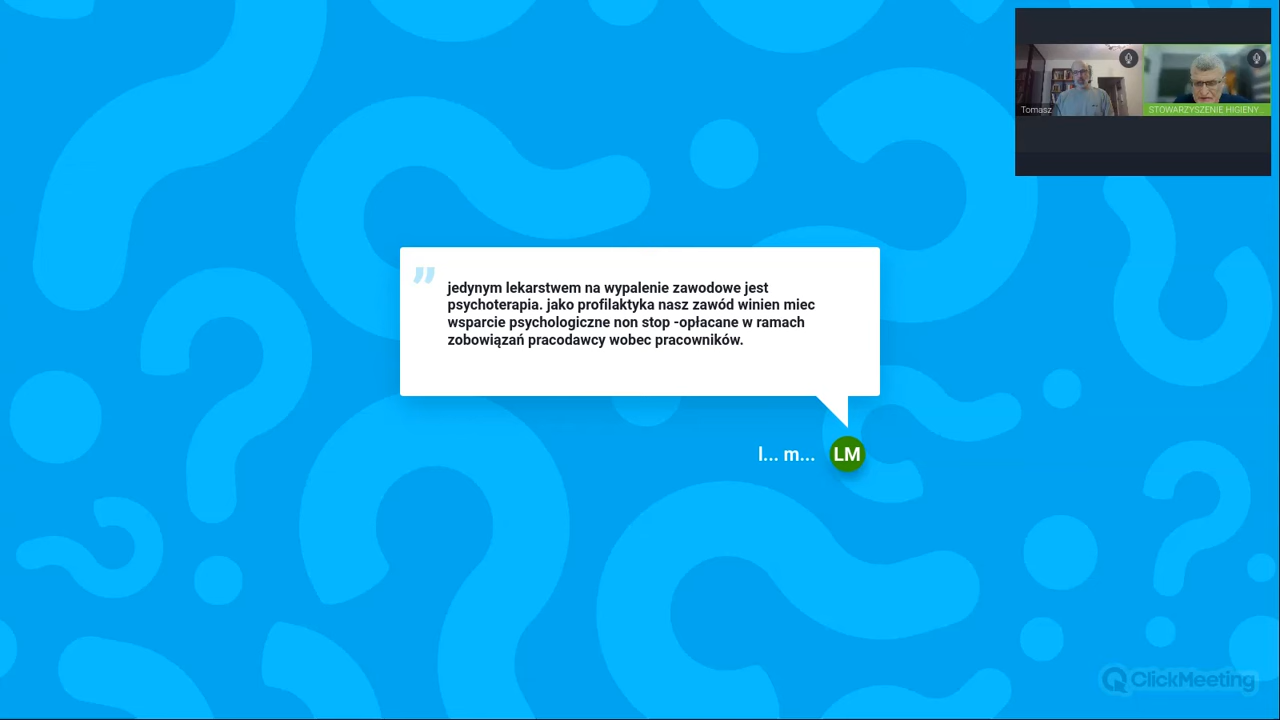 Tomasz
STOWARZYSZENIE HIGIENY...
jedynym lekarstwem na wypalenie zawodowe jest
psychoterapia. jako profilaktyka nasz zawód winien miec
wsparcie psychologiczne non stop -opłacane w ramach
zobowiązań pracodawcy wobec pracowników.
l... m...
LM
ClickMeeting